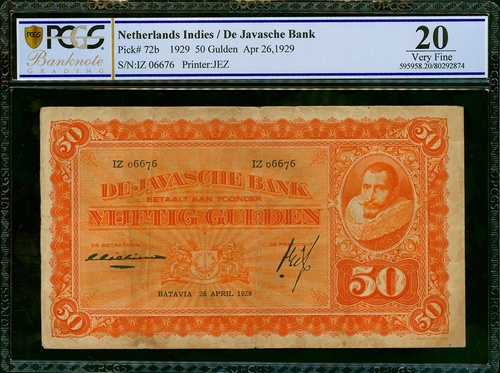 PCGS
Banknote
GRADING
Netherlands Indies / De Javasche Bank
Pick# 72b 1929 50 Gulden Apr 26,1929
S/N:IZ 06676 Printer:JEZ
20
Very Fine
595958.20/80292874
50 50
IZ 06676 IZ 06676
DE JAVASCHE BANK
BETAALT AAN TOONDER
VIJFTIG GULDEN
DE SECRETARIS DE
BATAVIA 26 APRIL 1929
50
50 50